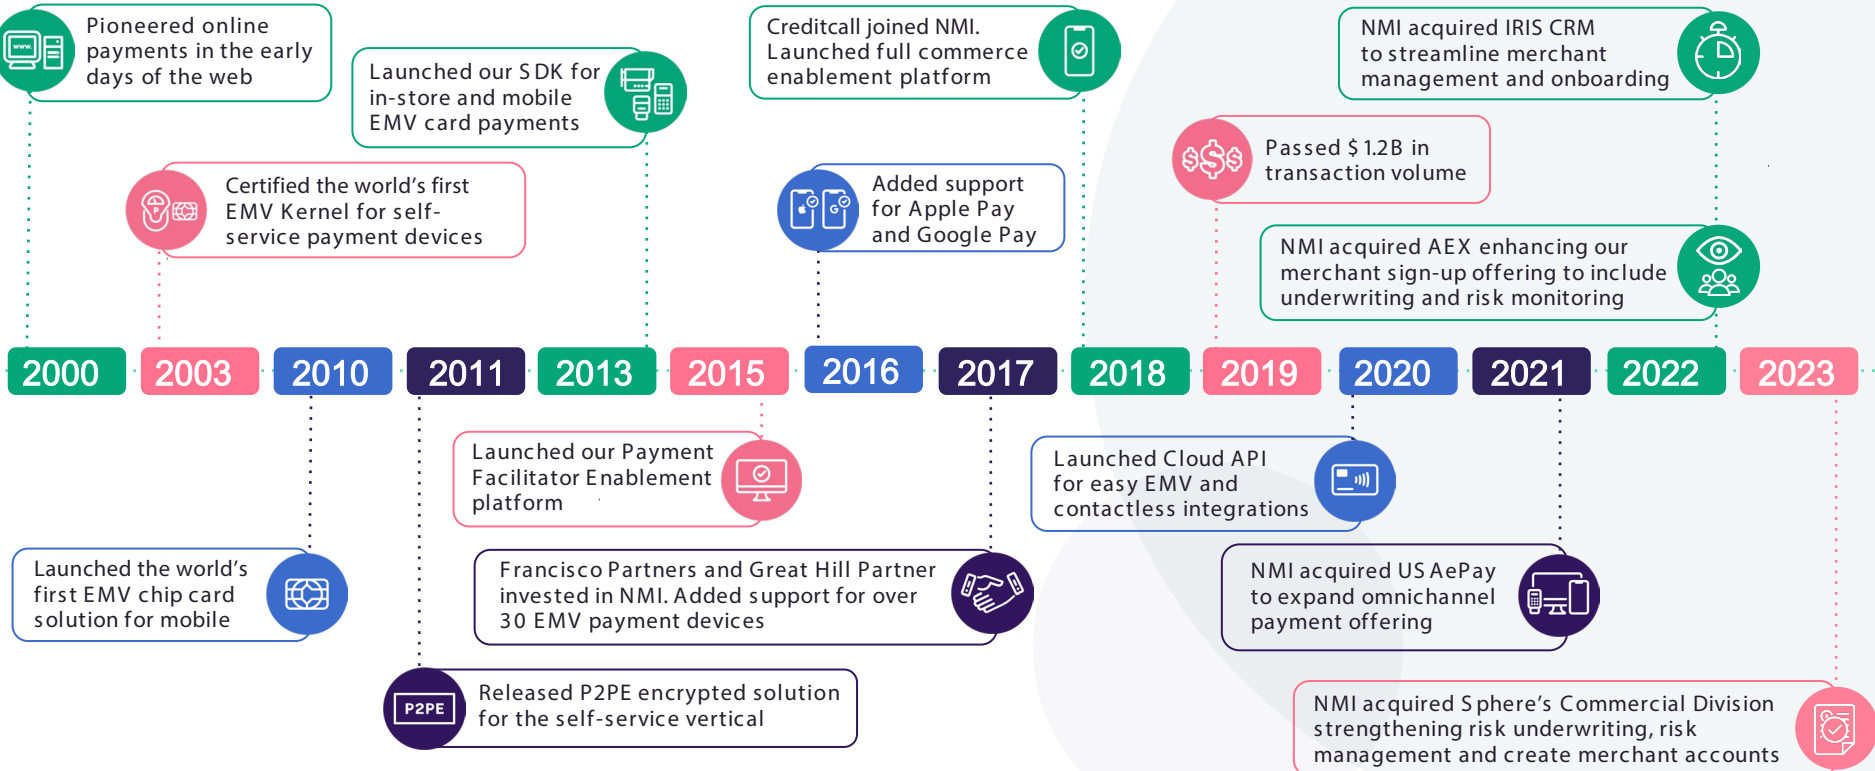 Pioneered online
payments in the early
days of the web
www.
Launched our SDK for
in-store and mobile
EMV card payments
Creditcall joined NMI.
Launched full commerce
enablement platform
NMI acquired IRIS CRM
to streamline merchant
management and onboarding
P
Certified the world's first
EMV Kernel for self-
service payment devices
G
Added support
for Apple Pay
and Google Pay
$$$
Passed $1.2B in
transaction volume
NMI acquired AEX enhancing our
merchant sign-up offering to include
underwriting and risk monitoring
2000 2003 2010 2011 2013 2015 2016 2017 2018 2019 2020 2021 2022 2023
Launched our Payment
Facilitator Enablement
platform
Launched Cloud API
for easy EMV and
contactless integrations
Launched the world's
first EMV chip card
solution for mobile
Francisco Partners and Great Hill Partner
invested in NMI. Added support for over
30 EMV payment devices
NMI acquired USAePay
to expand omnichannel
payment offering
P2PE
Released P2PE encrypted solution
for the self-service vertical
NMI acquired Sphere's Commercial Division
strengthening risk underwriting, risk
management and create merchant accounts